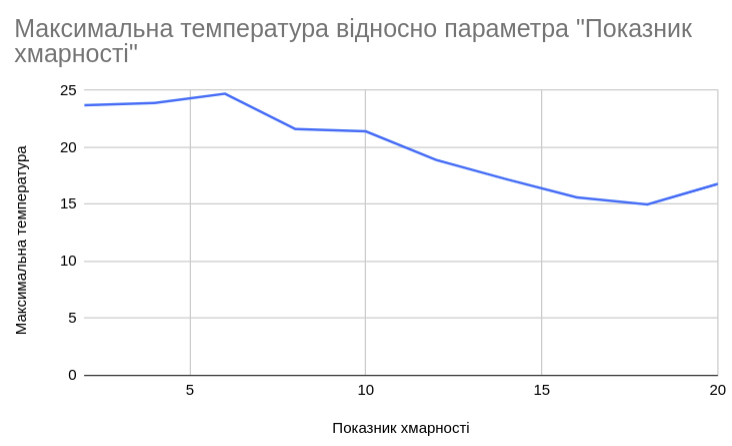 Максимальна температура відносно параметра "Показник
хмарності"
Максимальна температура
25
20
15
10
5
0
5
10
15
20
Показник хмарності